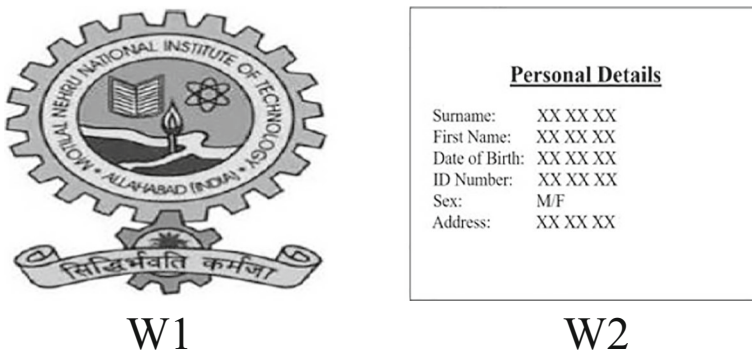 MOTILAL NEHRU NATIONAL INSTITUTE OF TECHNOLOGY
• ALLAHABAD (INDIA) •
सिद्धिर्भवति कर्मजा
W1
Personal Details
Surname: XX XX XX
First Name: XX XX XX
Date of Birth: XX XX XX
ID Number: XX XX XX
Sex: M/F
Address: XX XX XX
W2